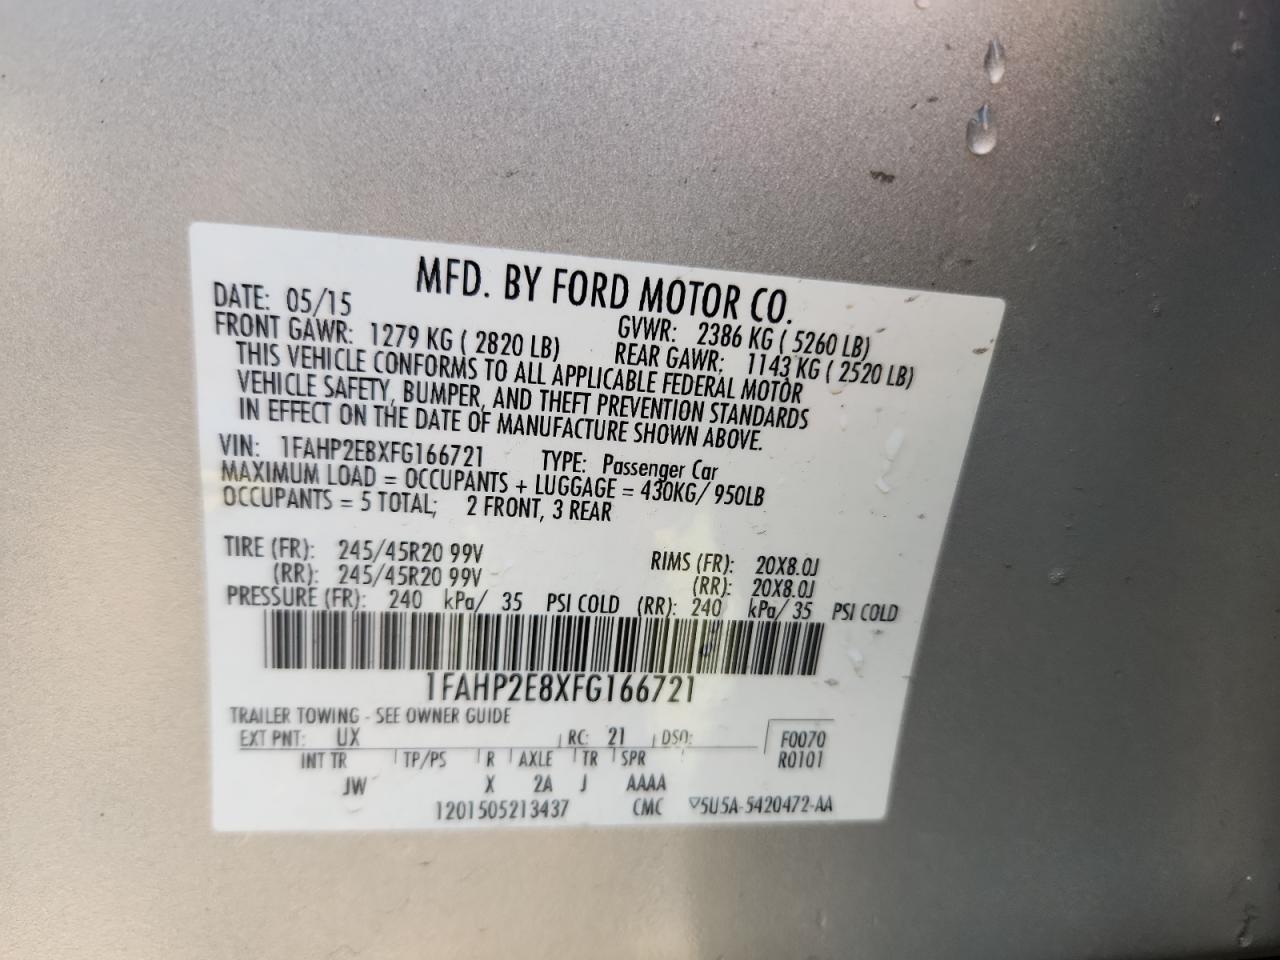 MFD. BY FORD MOTOR CO.
DATE: 05/15 GVWR: 2386 KG ( 5260 LB)
FRONT GAWR: 1279 KG ( 2820 LB) REAR GAWR: 1143 KG ( 2520 LB)
THIS VEHICLE CONFORMS TO ALL APPLICABLE FEDERAL MOTOR
VEHICLE SAFETY, BUMPER, AND THEFT PREVENTION STANDARDS
IN EFFECT ON THE DATE OF MANUFACTURE SHOWN ABOVE.
VIN: 1FAHP2E8XFG166721 TYPE: Passenger Car
MAXIMUM LOAD = OCCUPANTS + LUGGAGE = 430KG/ 950LB
OCCUPANTS = 5 TOTAL; 2 FRONT, 3 REAR
TIRE (FR): 245/45R20 99V RIMS (FR): 20X8.0J
(RR): 245/45R20 99V (RR): 20X8.0J
PRESSURE (FR): 240 kPa/ 35 PSI COLD (RR): 240 kPa/ 35 PSI COLD
1FAHP2E8XFG166721
TRAILER TOWING - SEE OWNER GUIDE
EXT PNT: UX RC: 21 DSO: F0070
INT TR TP/PS R AXLE TR SPR R0101
JW X 2A J AAAA
1201505213437 CMC ▽5U5A-5420472-AA